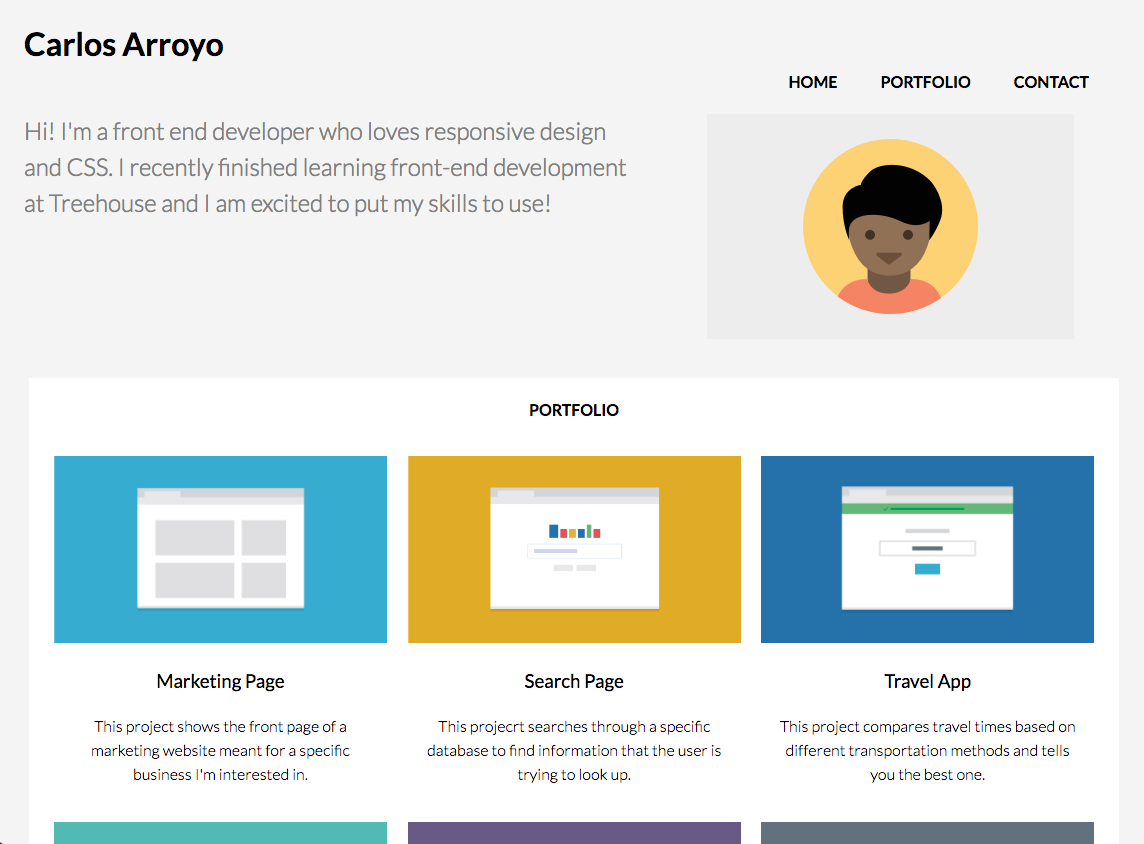 Carlos Arroyo
HOME PORTFOLIO CONTACT
Hi! I'm a front end developer who loves responsive design
and CSS. I recently finished learning front-end development
at Treehouse and I am excited to put my skills to use!
PORTFOLIO
Marketing Page
This project shows the front page of a
marketing website meant for a specific
business I'm interested in.
Search Page
This projecrt searches through a specific
database to find information that the user is
trying to look up.
Travel App
This project compares travel times based on
different transportation methods and tells
you the best one.